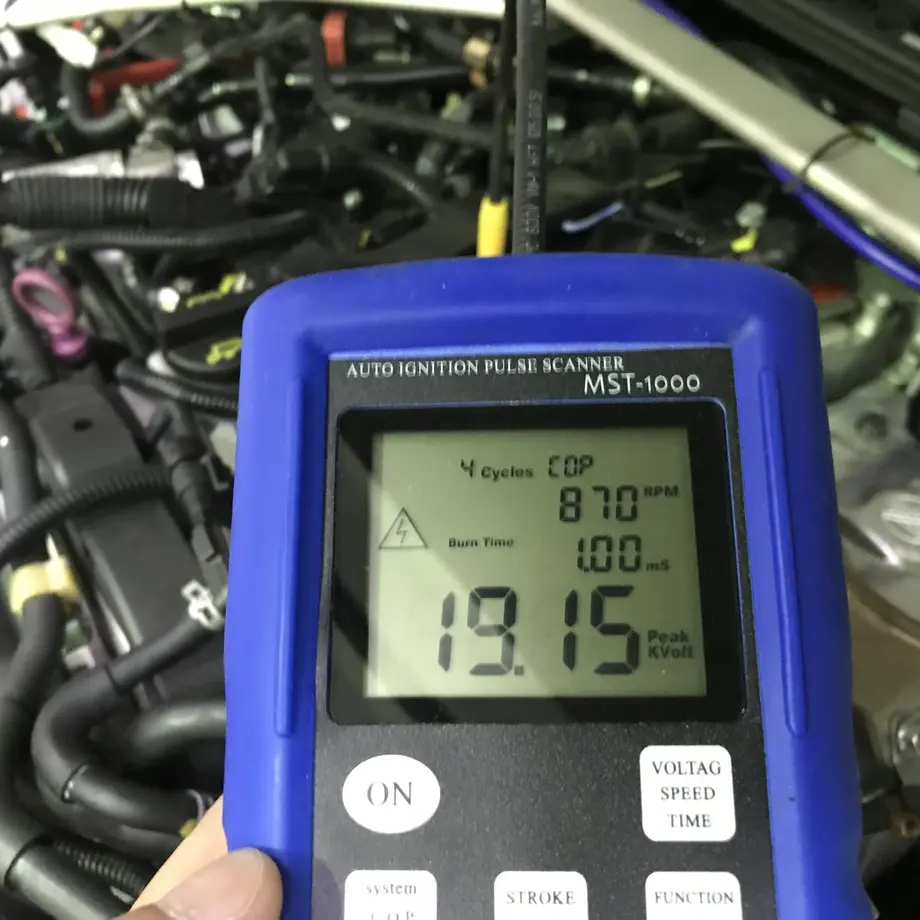 AUTO IGNITION PULSE SCANNER
MST-1000
4 Cycles COP
870 RPM
Burn Time 1.00 mS
19.15 Peak KVolt
ON
VOLTAG
SPEED
TIME
system
C.O.P
STROKE
FUNCTION